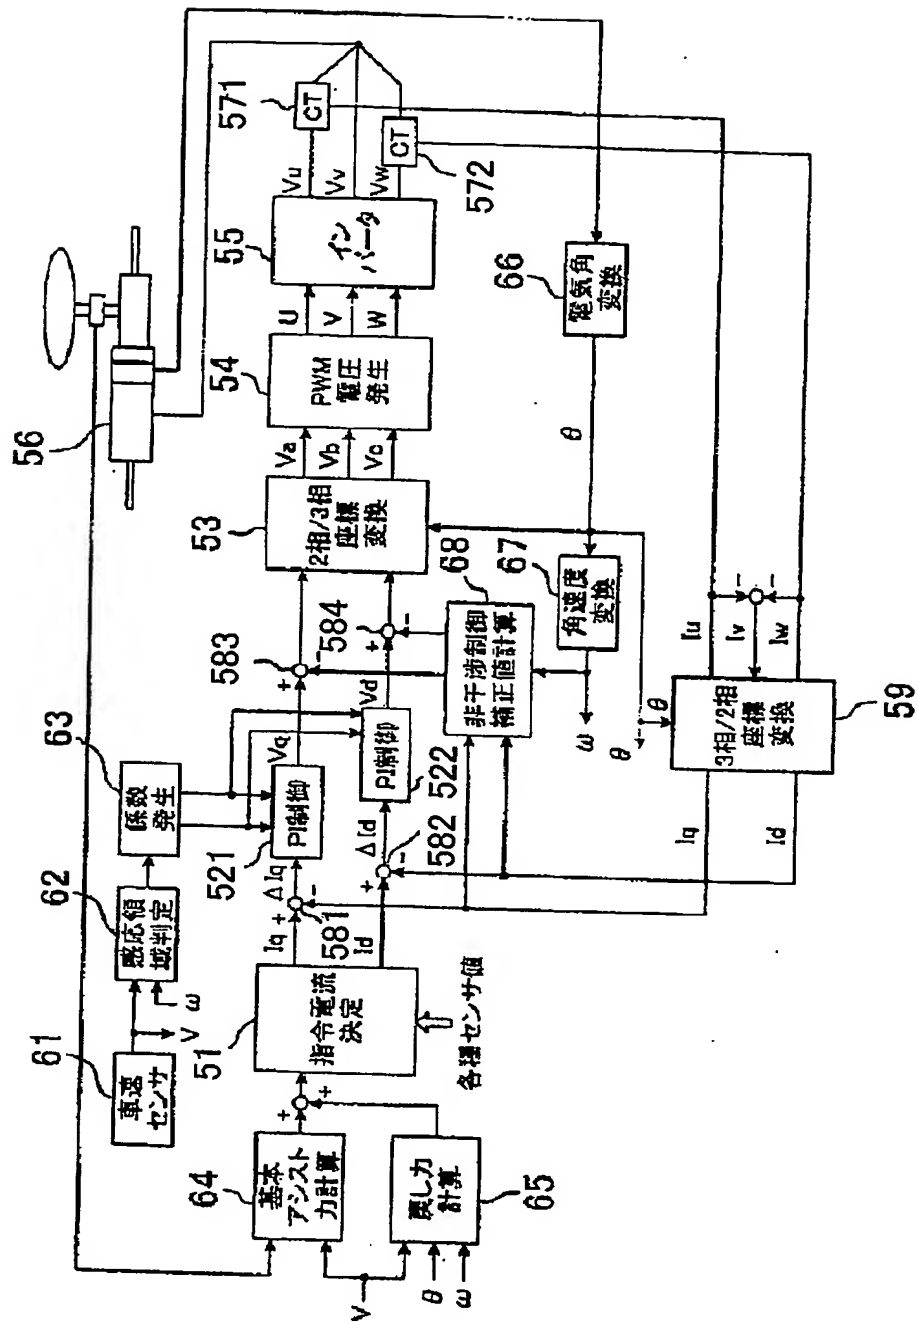 61
車速
センサ
V
ω
62
感応領
域判定
63
係数
発生
56
64
基本
アシスト
力計算
65
戻し力
計算
V
θ
ω
+
+
51
指令電流
決定
各種センサ値
Iq
Id
+
-
581
ΔIq
+
-
582
ΔId
521
PI制御
Vq
522
PI制御
Vd
+
-
583
+
-
584
53
2相/3相
座標
変換
Va
Vb
Vc
54
PWM
電圧
発生
U
V
W
55
イン
バータ
Vu
Vv
Vw
571
CT
CT
572
68
非干渉制御
補正値計算
67
角速度
変換
ω
θ
66
電気角
変換
θ
θ
59
3相/2相
座標
変換
Iq
Id
Iu
Iv
Iw
-
-